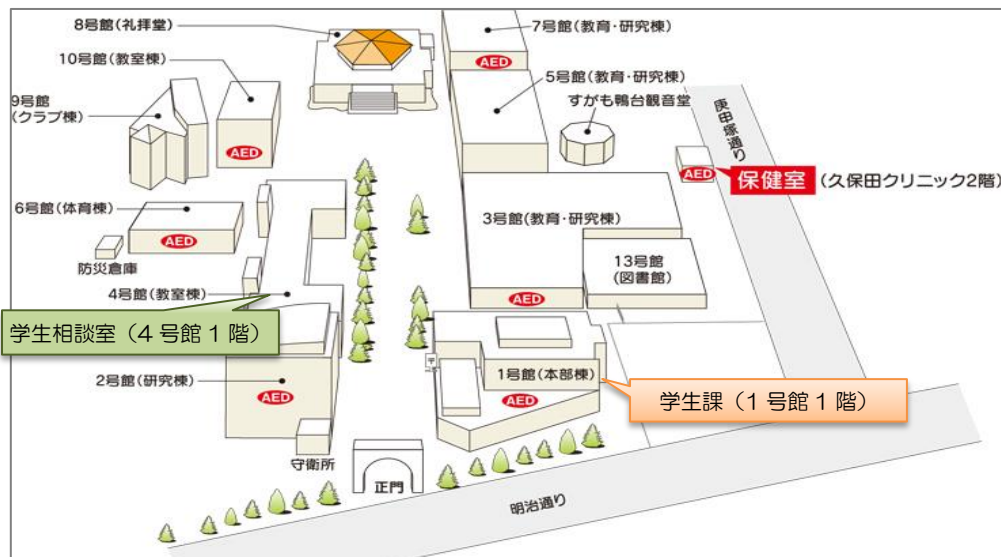 8号館(礼拝堂)
7号館(教育・研究棟)
AED
10号館(教室棟)
AED
5号館(教育・研究棟)
すがも鴨台観音堂
庚申塚通り
9号館
(クラブ棟)
AED
保健室
(久保田クリニック2階)
6号館(体育棟)
AED
防災倉庫
3号館(教育・研究棟)
AED
13号館
(図書館)
4号館(教室棟)
学生相談室(4号館1階)
2号館(研究棟)
AED
〒
1号館(本部棟)
AED
学生課(1号館1階)
守衛所
正門
明治通り